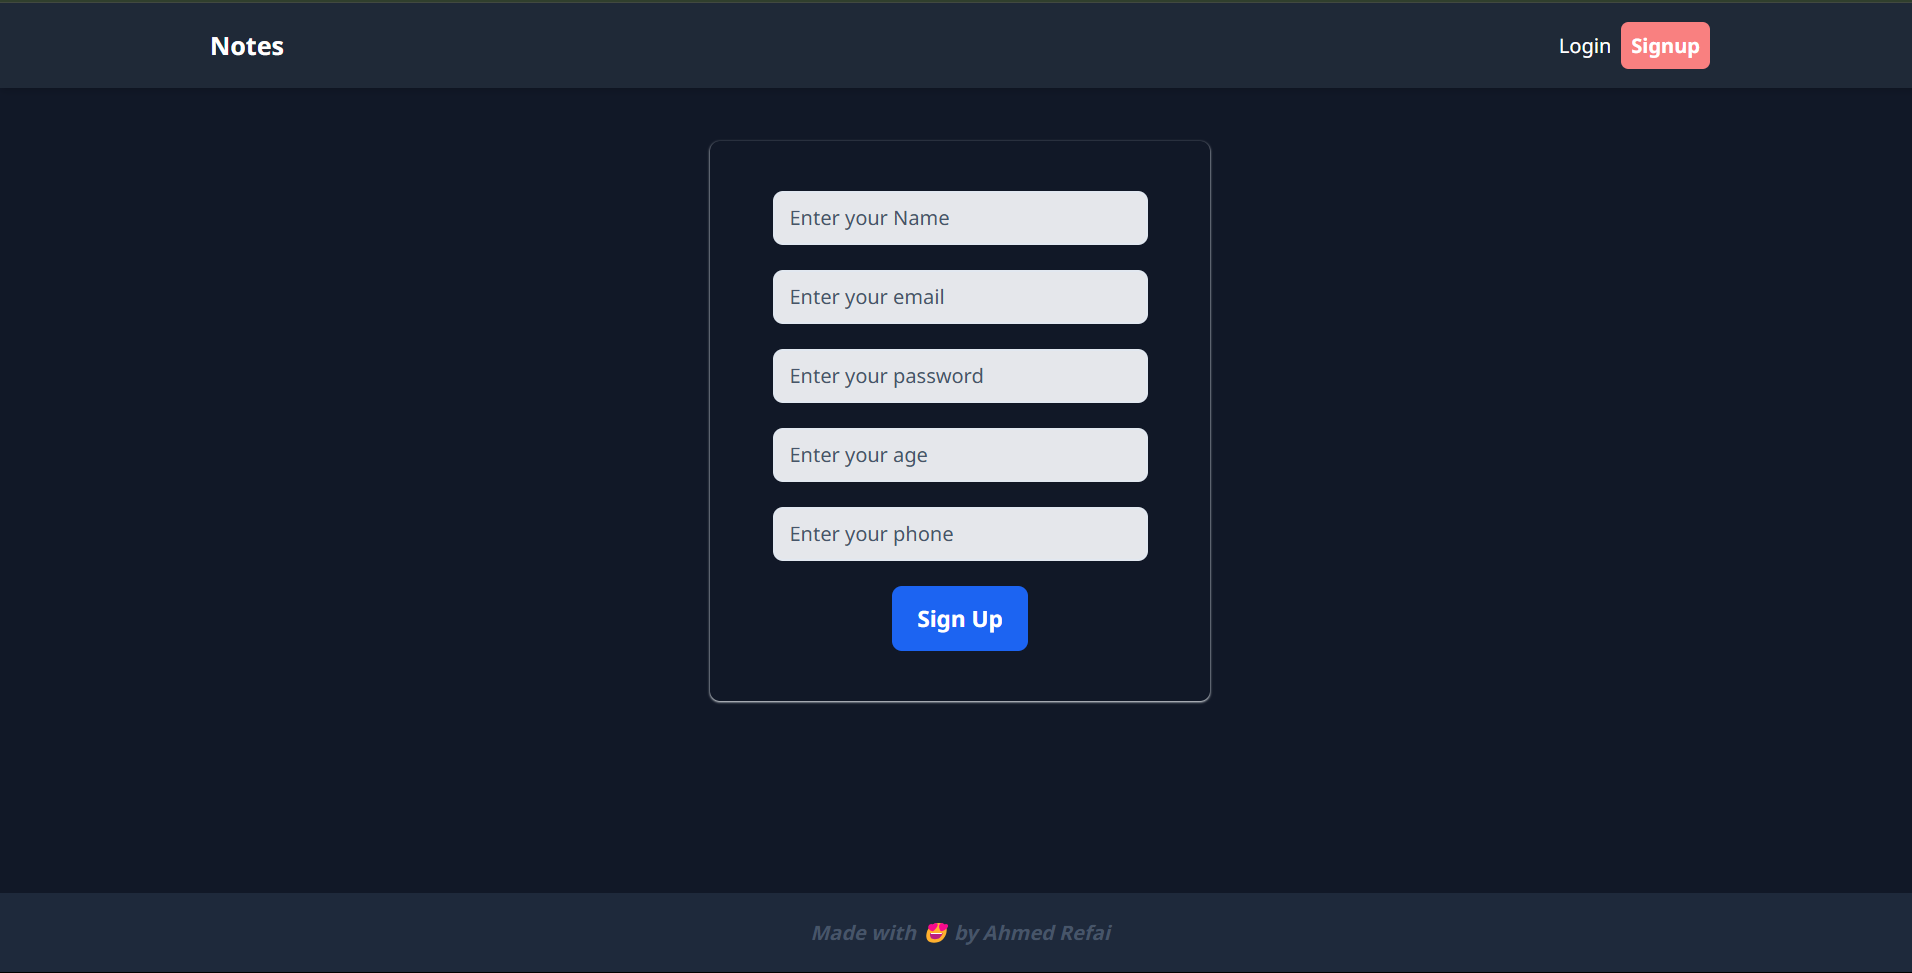 Notes
Login Signup
Enter your Name
Enter your email
Enter your password
Enter your age
Enter your phone
Sign Up
Made with 😍 by Ahmed Refai